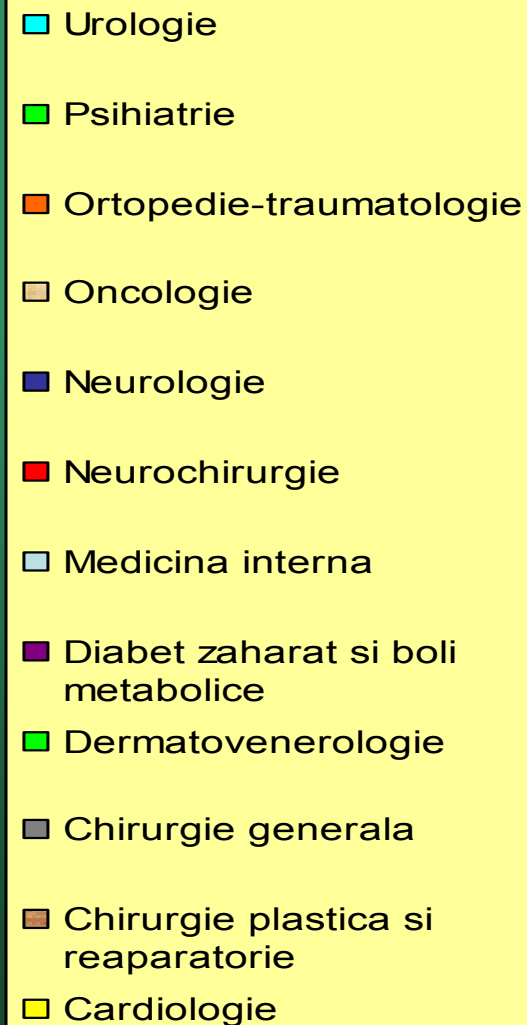 Urologie
Psihiatrie
Ortopedie-traumatologie
Oncologie
Neurologie
Neurochirurgie
Medicina interna
Diabet zaharat si boli
metabolice
Dermatovenerologie
Chirurgie generala
Chirurgie plastica si
reaparatorie
Cardiologie